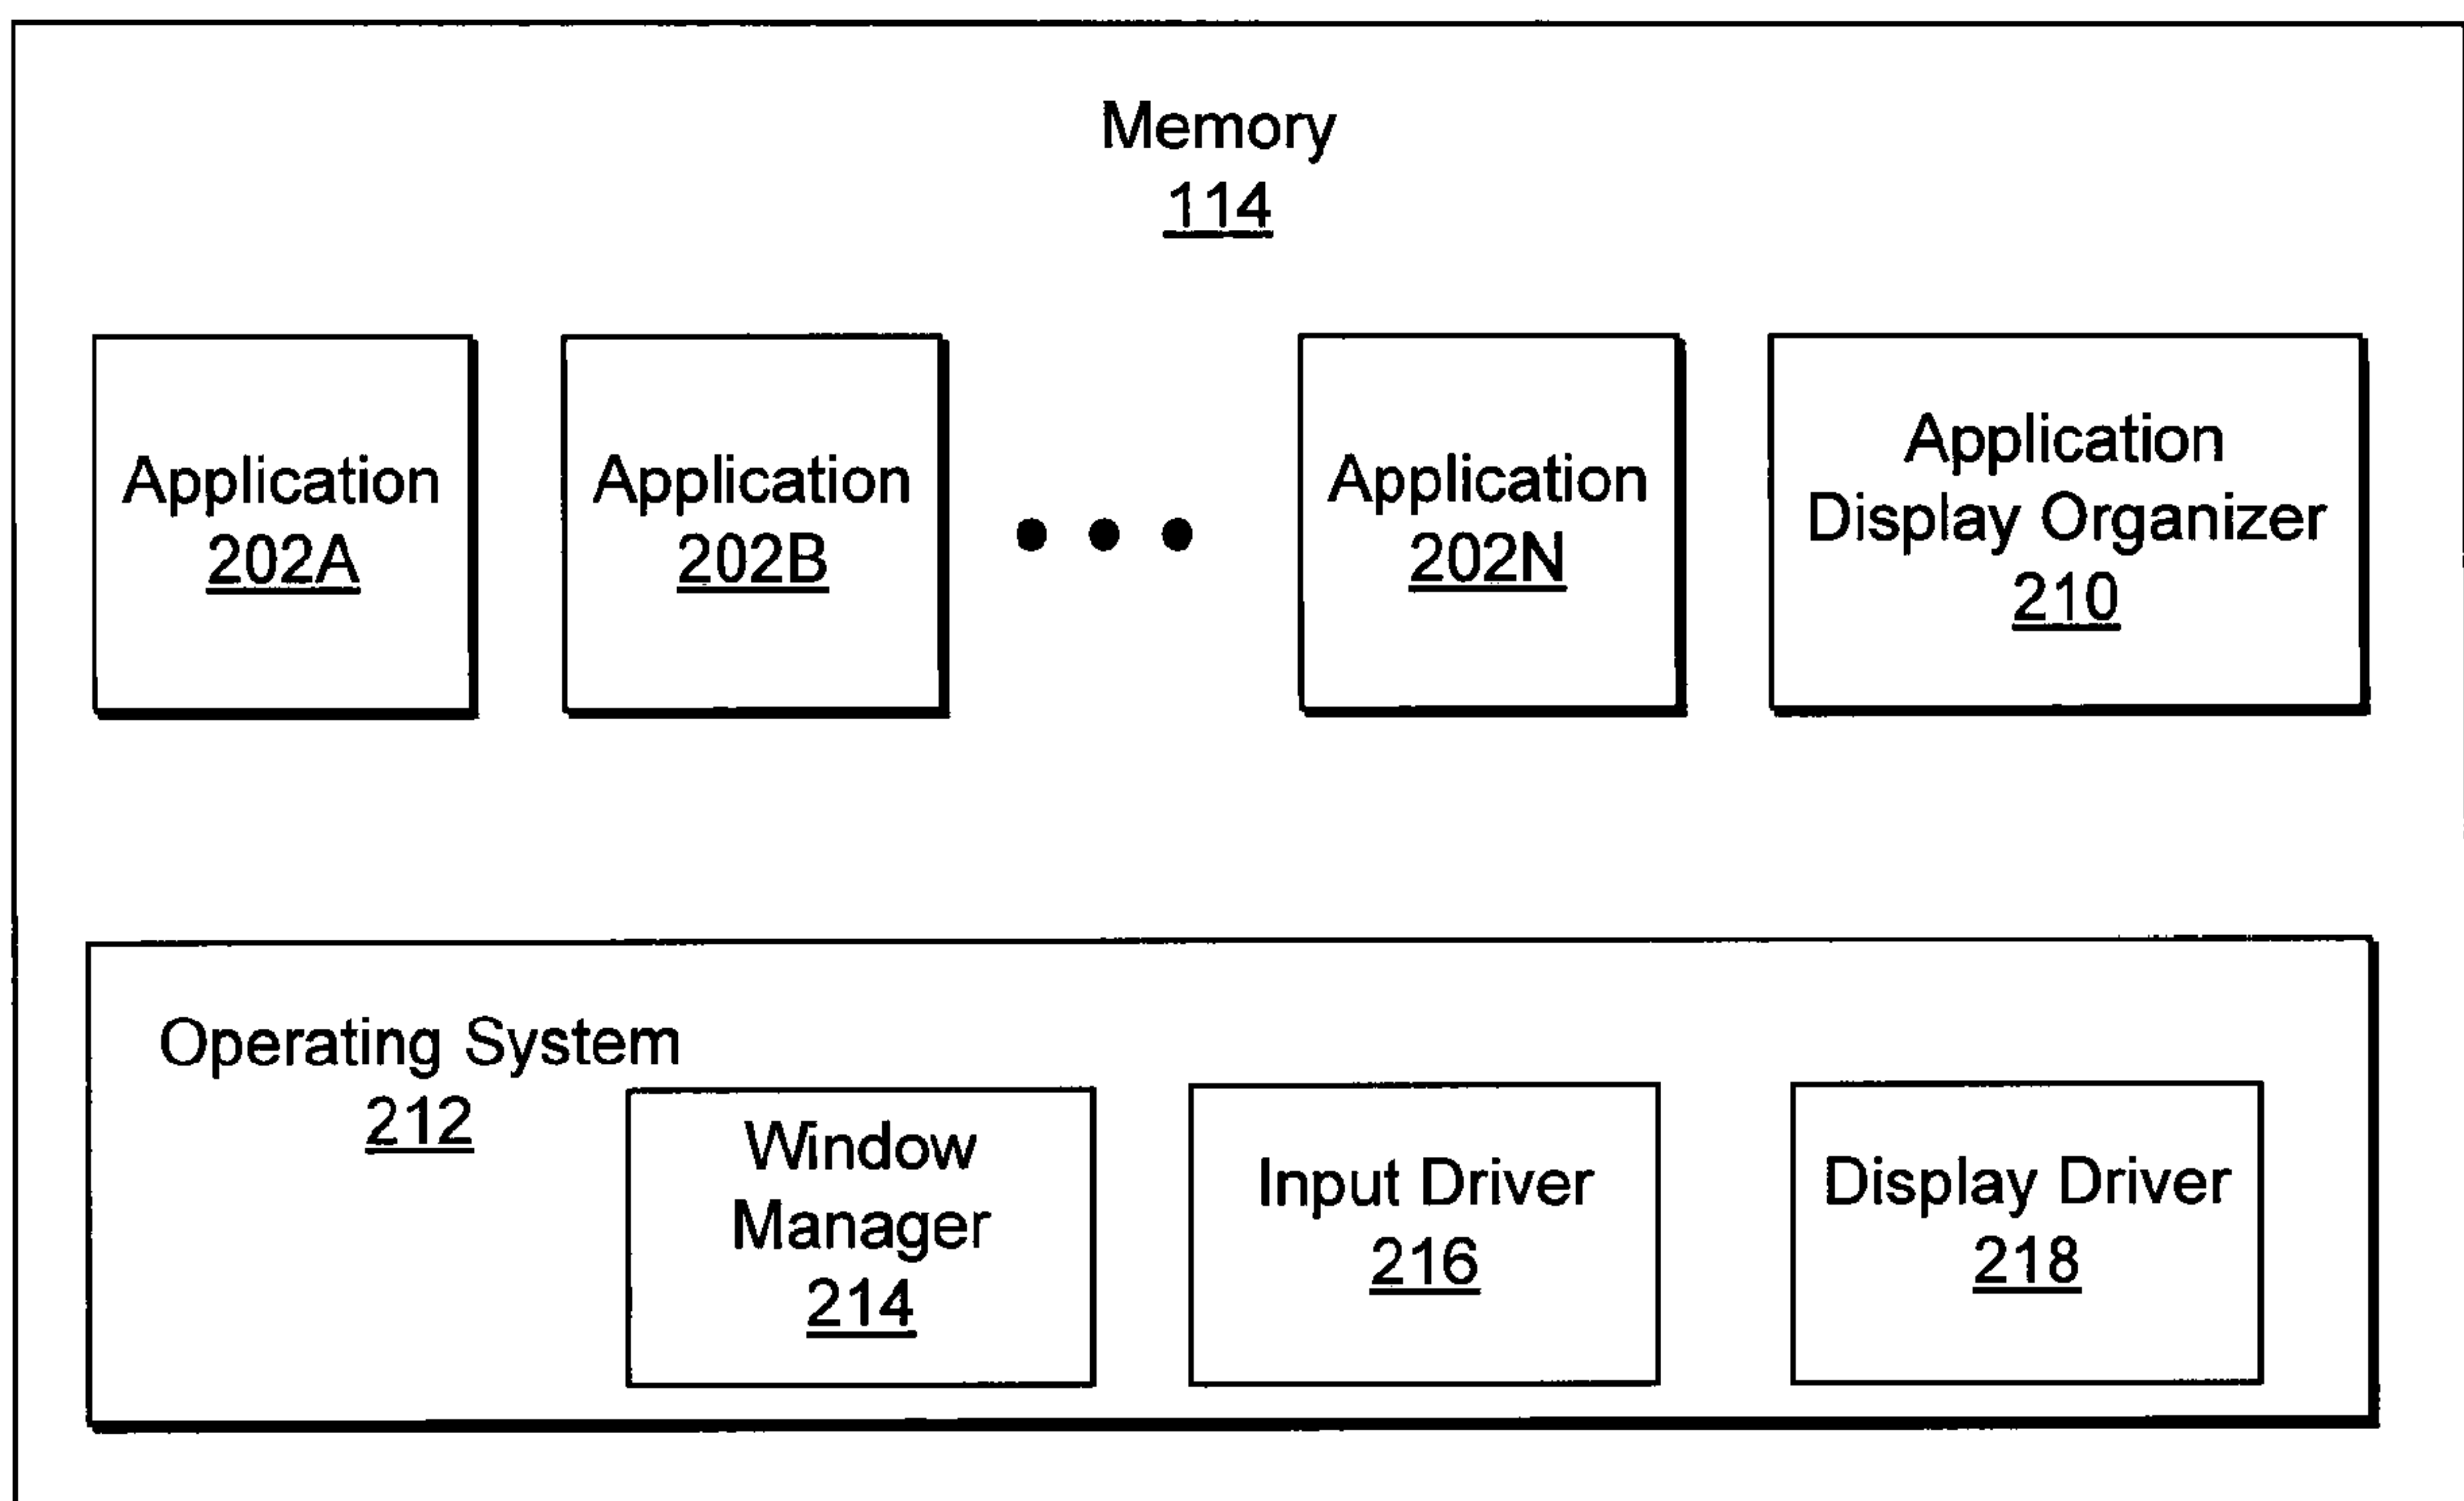 Memory
114
Application
202A
Application
202B
Application
202N
Application
Display Organizer
210
Operating System
212
Window
Manager
214
Input Driver
216
Display Driver
218